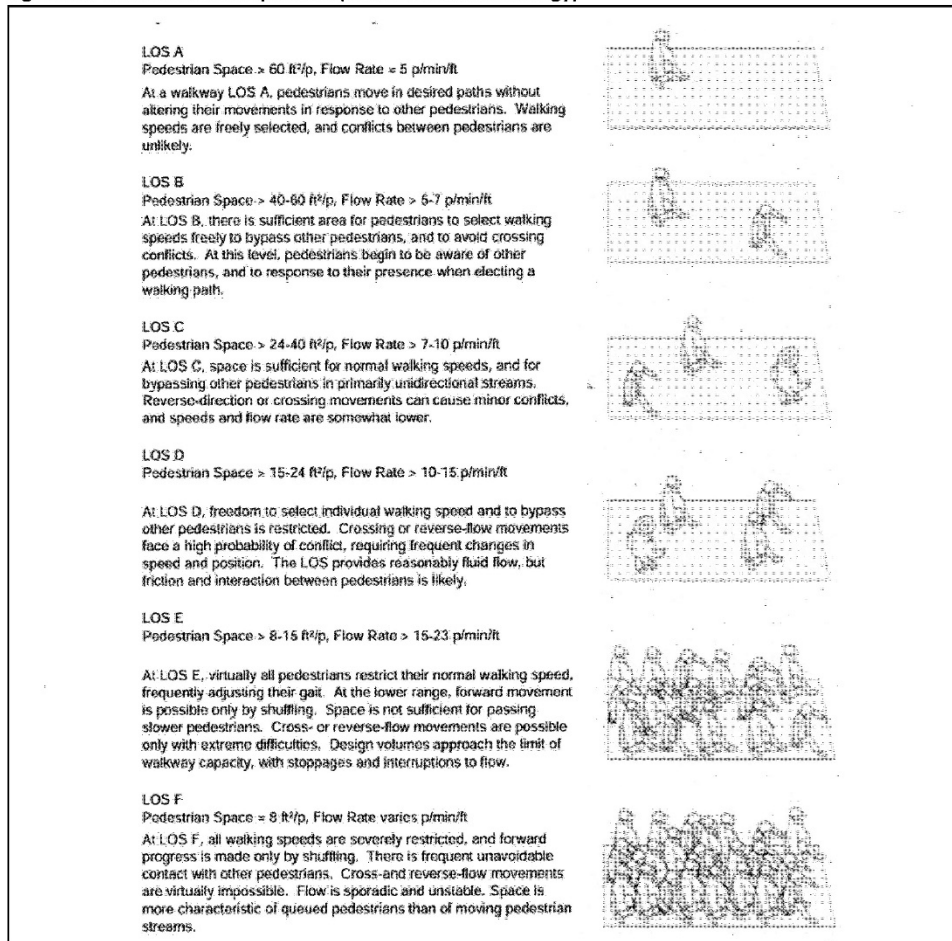 LOS A
Pedestrian Space > 60 ft²/p, Flow Rate = 5 p/min/ft
At a walkway LOS A, pedestrians move in desired paths without
altering their movements in response to other pedestrians. Walking
speeds are freely selected, and conflicts between pedestrians are
unlikely.
LOS B
Pedestrian Space > 40-60 ft²/p, Flow Rate > 5-7 p/min/ft
At LOS B, there is sufficient area for pedestrians to select walking
speeds freely to bypass other pedestrians, and to avoid crossing
conflicts. At this level, pedestrians begin to be aware of other
pedestrians, and to response to their presence when electing a
walking path.
LOS C
Pedestrian Space > 24-40 ft²/p, Flow Rate > 7-10 p/min/ft
At LOS C, space is sufficient for normal walking speeds, and for
bypassing other pedestrians in primarily unidirectional streams.
Reverse-direction or crossing movements can cause minor conflicts,
and speeds and flow rate are somewhat lower.
LOS D
Pedestrian Space > 15-24 ft²/p, Flow Rate > 10-15 p/min/ft
At LOS D, freedom to select individual walking speed and to bypass
other pedestrians is restricted. Crossing or reverse-flow movements
face a high probability of conflict, requiring frequent changes in
speed and position. The LOS provides reasonably fluid flow, but
friction and interaction between pedestrians is likely.
LOS E
Pedestrian Space > 8-15 ft²/p, Flow Rate > 15-23 p/min/ft
At LOS E, virtually all pedestrians restrict their normal walking speed,
frequently adjusting their gait. At the lower range, forward movement
is possible only by shuffling. Space is not sufficient for passing
slower pedestrians. Cross- or reverse-flow movements are possible
only with extreme difficulties. Design volumes approach the limit of
walkway capacity, with stoppages and interruptions to flow.
LOS F
Pedestrian Space = 8 ft²/p, Flow Rate varies p/min/ft
At LOS F, all walking speeds are severely restricted, and forward
progress is made only by shuffling. There is frequent unavoidable
contact with other pedestrians. Cross-and reverse-flow movements
are virtually impossible. Flow is sporadic and unstable. Space is
more characteristic of queued pedestrians than of moving pedestrian
streams.